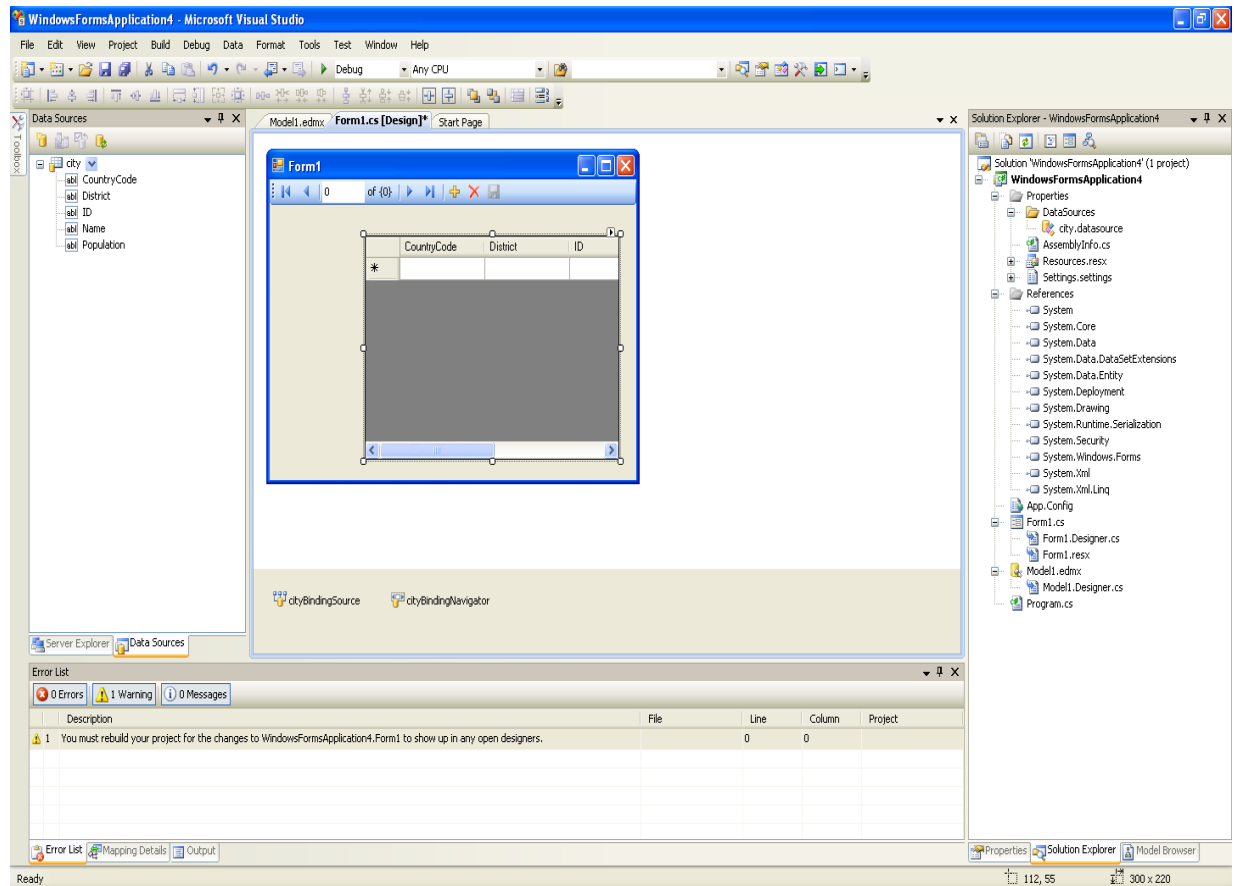 WindowsFormsApplication4 - Microsoft Visual Studio
File Edit View Project Build Debug Data Format Tools Test Window Help
Debug Any CPU
Data Sources
Model1.edmx Form1.cs [Design]* Start Page
Solution Explorer - WindowsFormsApplication4
Toolbox
city
CountryCode
District
ID
Name
Population
Form1
0 of {0}
CountryCode District ID
cityBindingSource cityBindingNavigator
Server Explorer Data Sources
Solution 'WindowsFormsApplication4' (1 project)
WindowsFormsApplication4
Properties
DataSources
city.datasource
AssemblyInfo.cs
Resources.resx
Settings.settings
References
System
System.Core
System.Data
System.Data.DataSetExtensions
System.Data.Entity
System.Deployment
System.Drawing
System.Runtime.Serialization
System.Security
System.Windows.Forms
System.Xml
System.Xml.Linq
App.Config
Form1.cs
Form1.Designer.cs
Form1.resx
Model1.edmx
Model1.Designer.cs
Program.cs
Error List
0 Errors 1 Warning 0 Messages
Description File Line Column Project
1 You must rebuild your project for the changes to WindowsFormsApplication4.Form1 to show up in any open designers. 0 0
Error List Mapping Details Output
Properties Solution Explorer Model Browser
Ready 112, 55 300 x 220